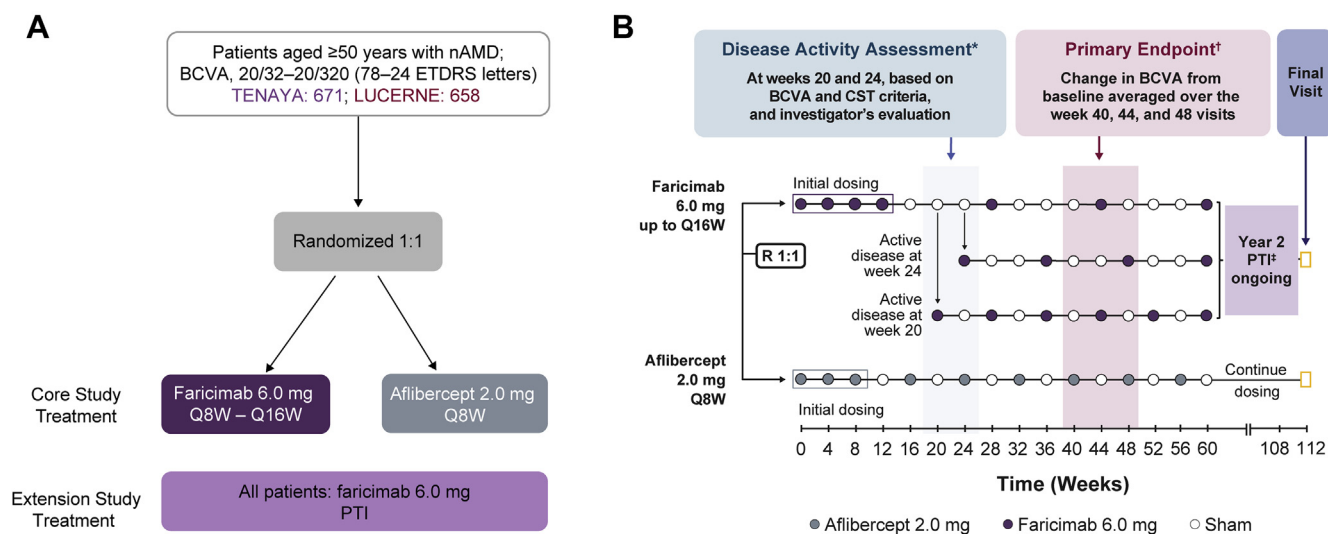 A
Patients aged ≥50 years with nAMD;
BCVA, 20/32–20/320 (78–24 ETDRS letters)
TENAYA: 671; LUCERNE: 658
Randomized 1:1
Core Study
Treatment
Faricimab 6.0 mg
Q8W – Q16W
Aflibercept 2.0 mg
Q8W
Extension Study
Treatment
All patients: faricimab 6.0 mg
PTI
B
Disease Activity Assessment*
At weeks 20 and 24, based on
BCVA and CST criteria,
and investigator's evaluation
Primary Endpoint†
Change in BCVA from
baseline averaged over the
week 40, 44, and 48 visits
Final
Visit
Faricimab
6.0 mg
up to Q16W
Initial dosing
R 1:1
Active
disease at
week 24
Active
disease at
week 20
Year 2
PTI‡
ongoing
Aflibercept
2.0 mg
Q8W
Initial dosing
Continue
dosing
0 4 8 12 16 20 24 28 32 36 40 44 48 52 56 60 108 112
Time (Weeks)
Aflibercept 2.0 mg Faricimab 6.0 mg Sham